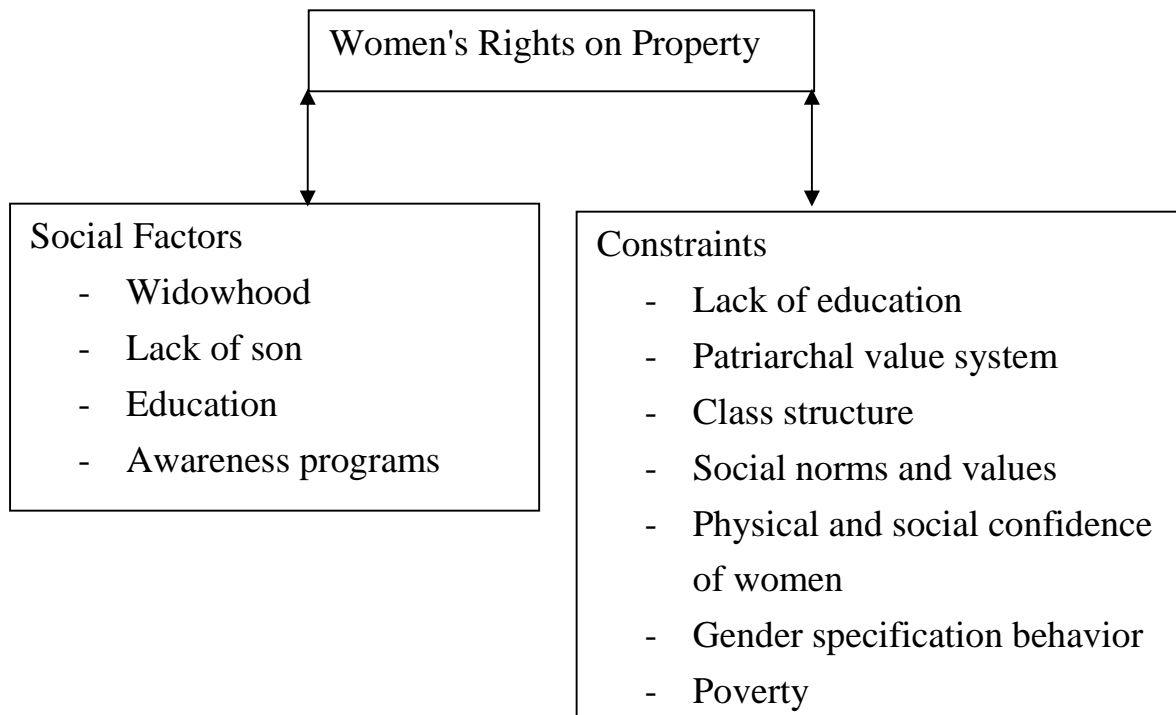 Women's Rights on Property
Social Factors
- Widowhood
- Lack of son
- Education
- Awareness programs
Constraints
- Lack of education
- Patriarchal value system
- Class structure
- Social norms and values
- Physical and social confidence
of women
- Gender specification behavior
- Poverty